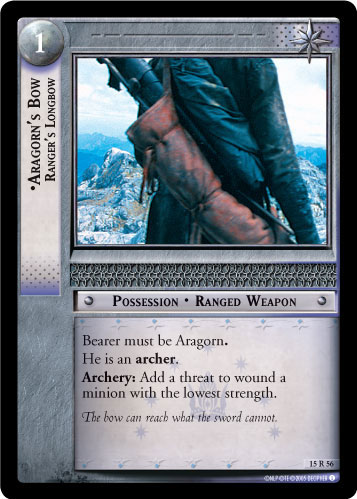 1
•Aragorn's Bow
Ranger's Longbow
Possession • Ranged Weapon
Bearer must be Aragorn.
He is an archer.
Archery: Add a threat to wound a
minion with the lowest strength.
The bow can reach what the sword cannot.
15 R 56